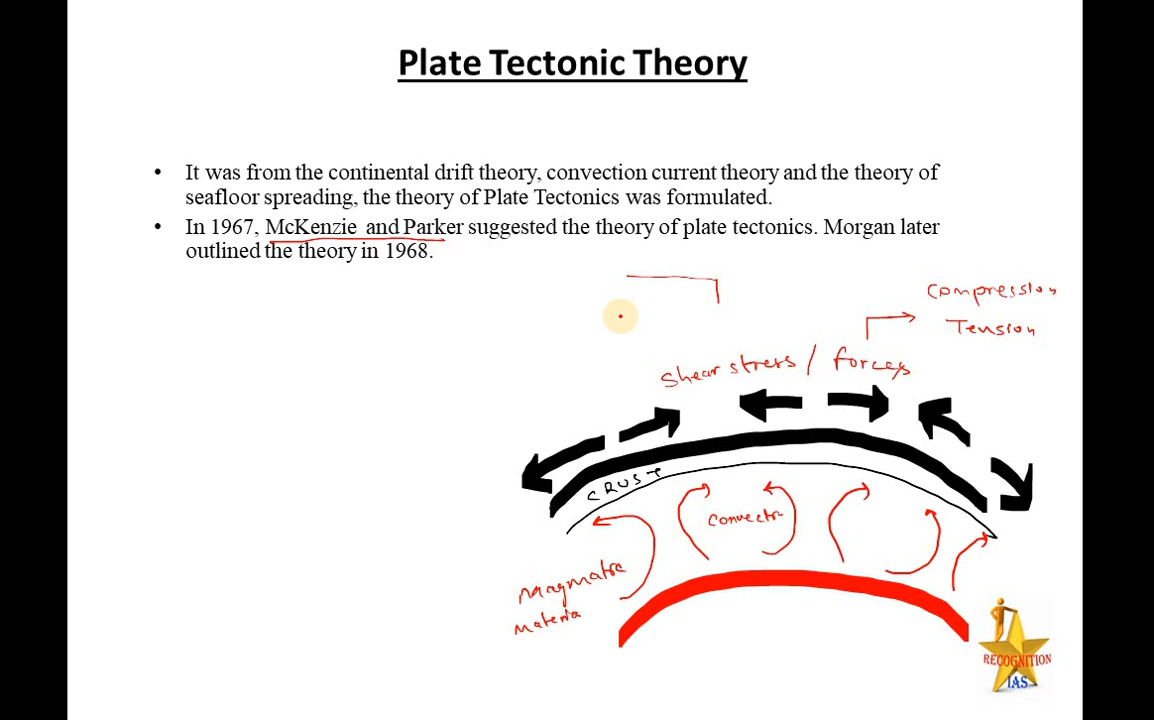 Plate Tectonic Theory
• It was from the continental drift theory, convection current theory and the theory of
seafloor spreading, the theory of Plate Tectonics was formulated.
• In 1967, McKenzie and Parker suggested the theory of plate tectonics. Morgan later
outlined the theory in 1968.
Compression
Tension
Shear stress / forces
CRUST
Convectn
Magmatic
Materia
RECOGNITION
IAS